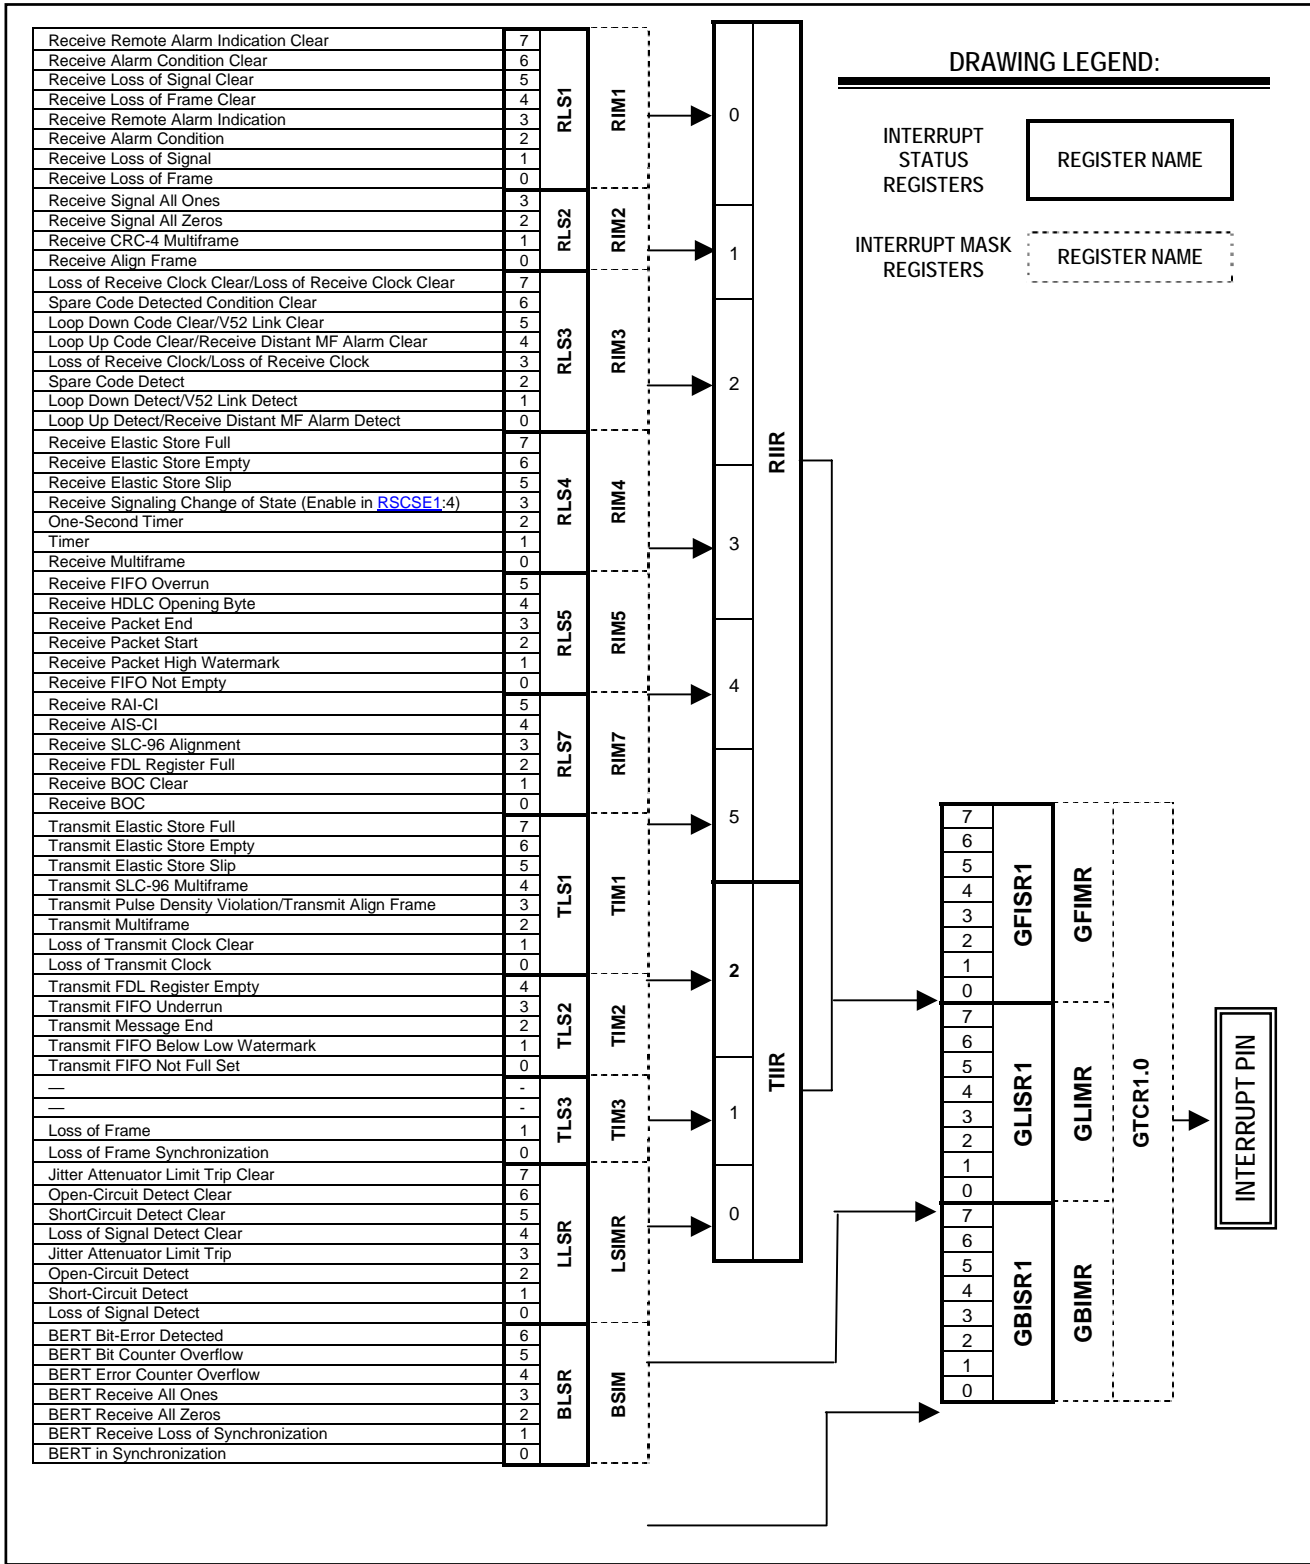 Receive Remote Alarm Indication Clear 7
Receive Alarm Condition Clear 6
Receive Loss of Signal Clear 5
Receive Loss of Frame Clear 4
Receive Remote Alarm Indication 3
Receive Alarm Condition 2
Receive Loss of Signal 1
Receive Loss of Frame 0
RLS1
RIM1
Receive Signal All Ones 3
Receive Signal All Zeros 2
Receive CRC-4 Multiframe 1
Receive Align Frame 0
RLS2
RIM2
Loss of Receive Clock Clear/Loss of Receive Clock Clear 7
Spare Code Detected Condition Clear 6
Loop Down Code Clear/V52 Link Clear 5
Loop Up Code Clear/Receive Distant MF Alarm Clear 4
Loss of Receive Clock/Loss of Receive Clock 3
Spare Code Detect 2
Loop Down Detect/V52 Link Detect 1
Loop Up Detect/Receive Distant MF Alarm Detect 0
RLS3
RIM3
Receive Elastic Store Full 7
Receive Elastic Store Empty 6
Receive Elastic Store Slip 5
Receive Signaling Change of State (Enable in RSCSE1:4) 3
One-Second Timer 2
Timer 1
Receive Multiframe 0
RLS4
RIM4
Receive FIFO Overrun 5
Receive HDLC Opening Byte 4
Receive Packet End 3
Receive Packet Start 2
Receive Packet High Watermark 1
Receive FIFO Not Empty 0
RLS5
RIM5
Receive RAI-CI 5
Receive AIS-CI 4
Receive SLC-96 Alignment 3
Receive FDL Register Full 2
Receive BOC Clear 1
Receive BOC 0
RLS7
RIM7
Transmit Elastic Store Full 7
Transmit Elastic Store Empty 6
Transmit Elastic Store Slip 5
Transmit SLC-96 Multiframe 4
Transmit Pulse Density Violation/Transmit Align Frame 3
Transmit Multiframe 2
Loss of Transmit Clock Clear 1
Loss of Transmit Clock 0
TLS1
TIM1
Transmit FDL Register Empty 4
Transmit FIFO Underrun 3
Transmit Message End 2
Transmit FIFO Below Low Watermark 1
Transmit FIFO Not Full Set 0
TLS2
TIM2
— -
— -
Loss of Frame 1
Loss of Frame Synchronization 0
TLS3
TIM3
Jitter Attenuator Limit Trip Clear 7
Open-Circuit Detect Clear 6
ShortCircuit Detect Clear 5
Loss of Signal Detect Clear 4
Jitter Attenuator Limit Trip 3
Open-Circuit Detect 2
Short-Circuit Detect 1
Loss of Signal Detect 0
LLSR
LSIMR
BERT Bit-Error Detected 6
BERT Bit Counter Overflow 5
BERT Error Counter Overflow 4
BERT Receive All Ones 3
BERT Receive All Zeros 2
BERT Receive Loss of Synchronization 1
BERT in Synchronization 0
BLSR
BSIM
0
1
2
3
4
5
RIIR
2
1
0
TIIR
DRAWING LEGEND:
INTERRUPT
STATUS
REGISTERS
REGISTER NAME
INTERRUPT MASK
REGISTERS
REGISTER NAME
7
6
5
4
3
2
1
0
GFISR1
GFIMR
7
6
5
4
3
2
1
0
GLISR1
GLIMR
7
6
5
4
3
2
1
0
GBISR1
GBIMR
GTCR1.0
INTERRUPT PIN